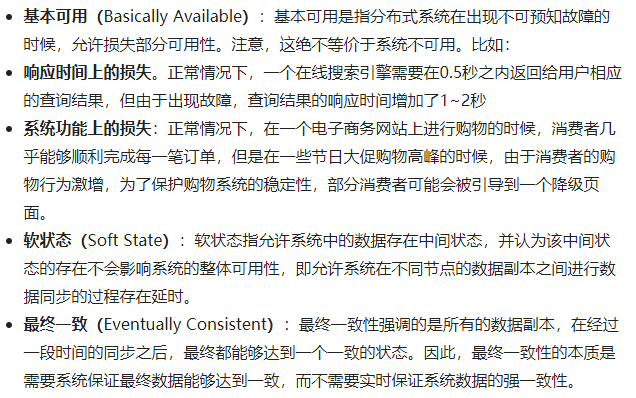 基本可用（Basically Available）：基本可用是指分布式系统在出现不可预知故障的
时候，允许损失部分可用性。注意，这绝不等价于系统不可用。比如：
响应时间上的损失。正常情况下，一个在线搜索引擎需要在0.5秒之内返回给用户相应
的查询结果，但由于出现故障，查询结果的响应时间增加了1~2秒
系统功能上的损失：正常情况下，在一个电子商务网站上进行购物的时候，消费者几
乎能够顺利完成每一笔订单，但是在一些节日大促购物高峰的时候，由于消费者的购
物行为激增，为了保护购物系统的稳定性，部分消费者可能会被引导到一个降级页
面。
软状态（Soft State）：软状态指允许系统中的数据存在中间状态，并认为该中间状
态的存在不会影响系统的整体可用性，即允许系统在不同节点的数据副本之间进行数
据同步的过程存在延时。
最终一致（Eventually Consistent）：最终一致性强调的是所有的数据副本，在经过
一段时间的同步之后，最终都能够达到一个一致的状态。因此，最终一致性的本质是
需要系统保证最终数据能够达到一致，而不需要实时保证系统数据的强一致性。